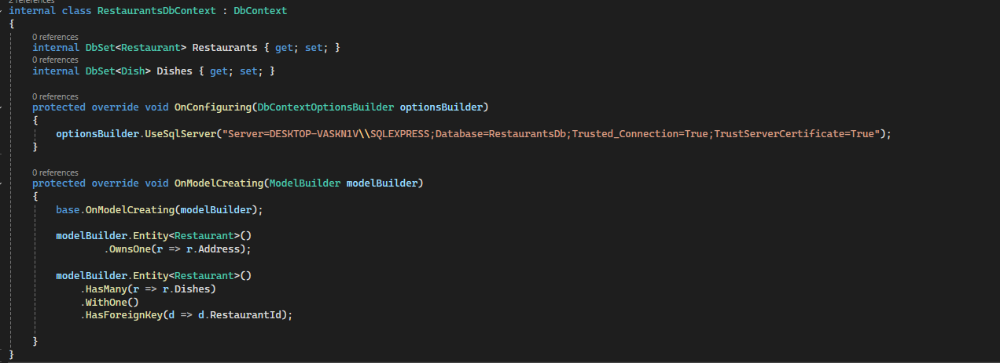 2 references
internal class RestaurantsDbContext : DbContext
{
0 references
internal DbSet<Restaurant> Restaurants { get; set; }
0 references
internal DbSet<Dish> Dishes { get; set; }
0 references
protected override void OnConfiguring(DbContextOptionsBuilder optionsBuilder)
{
optionsBuilder.UseSqlServer("Server=DESKTOP-VASKN1V\\SQLEXPRESS;Database=RestaurantsDb;Trusted_Connection=True;TrustServerCertificate=True");
}
0 references
protected override void OnModelCreating(ModelBuilder modelBuilder)
{
base.OnModelCreating(modelBuilder);
modelBuilder.Entity<Restaurant>()
.OwnsOne(r => r.Address);
modelBuilder.Entity<Restaurant>()
.HasMany(r => r.Dishes)
.WithOne()
.HasForeignKey(d => d.RestaurantId);
}
}